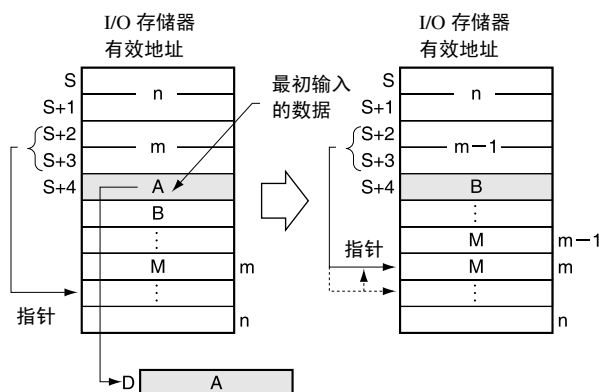 I/O 存储器
有效地址
S
S+1
S+2
S+3
S+4
n
m
A
B
⋮
M
m
⋮
n
最初输入
的数据
指针
D
A
I/O 存储器
有效地址
S
S+1
S+2
S+3
S+4
n
m−1
B
⋮
M
m−1
M
m
⋮
n
指针